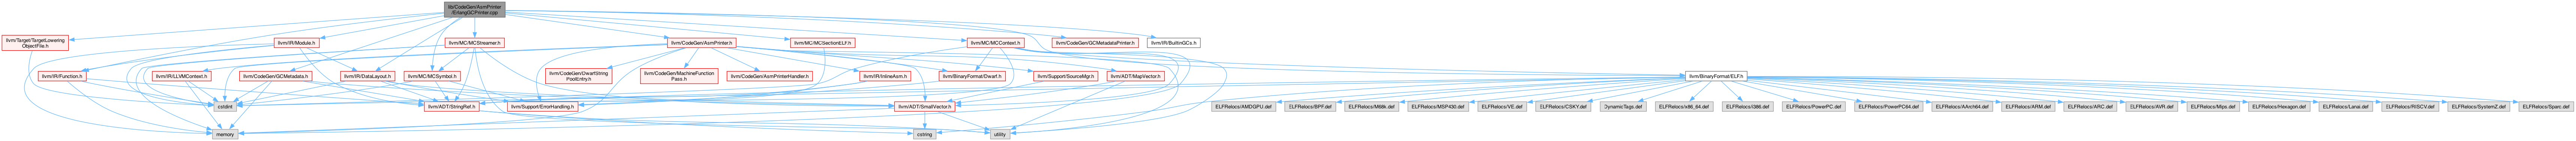 lib/CodeGen/AsmPrinter
/ErlangGCPrinter.cpp
llvm/Target/TargetLowering
ObjectFile.h
llvm/IR/Module.h
llvm/MC/MCStreamer.h
llvm/CodeGen/AsmPrinter.h
llvm/MC/MCSectionELF.h
llvm/MC/MCContext.h
llvm/CodeGen/GCMetadataPrinter.h
llvm/IR/BuiltinGCs.h
llvm/IR/Function.h
llvm/IR/LLVMContext.h
llvm/CodeGen/GCMetadata.h
llvm/IR/DataLayout.h
llvm/MC/MCSymbol.h
llvm/CodeGen/DwarfString
PoolEntry.h
llvm/CodeGen/MachineFunction
Pass.h
llvm/CodeGen/AsmPrinterHandler.h
llvm/IR/InlineAsm.h
llvm/BinaryFormat/Dwarf.h
llvm/Support/SourceMgr.h
llvm/ADT/MapVector.h
llvm/BinaryFormat/ELF.h
cstdint
llvm/ADT/StringRef.h
llvm/Support/ErrorHandling.h
llvm/ADT/SmallVector.h
ELFRelocs/AMDGPU.def
ELFRelocs/BPF.def
ELFRelocs/M68k.def
ELFRelocs/MSP430.def
ELFRelocs/VE.def
ELFRelocs/CSKY.def
DynamicTags.def
ELFRelocs/x86_64.def
ELFRelocs/i386.def
ELFRelocs/PowerPC.def
ELFRelocs/PowerPC64.def
ELFRelocs/AArch64.def
ELFRelocs/ARM.def
ELFRelocs/ARC.def
ELFRelocs/AVR.def
ELFRelocs/Mips.def
ELFRelocs/Hexagon.def
ELFRelocs/Lanai.def
ELFRelocs/RISCV.def
ELFRelocs/SystemZ.def
ELFRelocs/Sparc.def
memory
cstring
utility